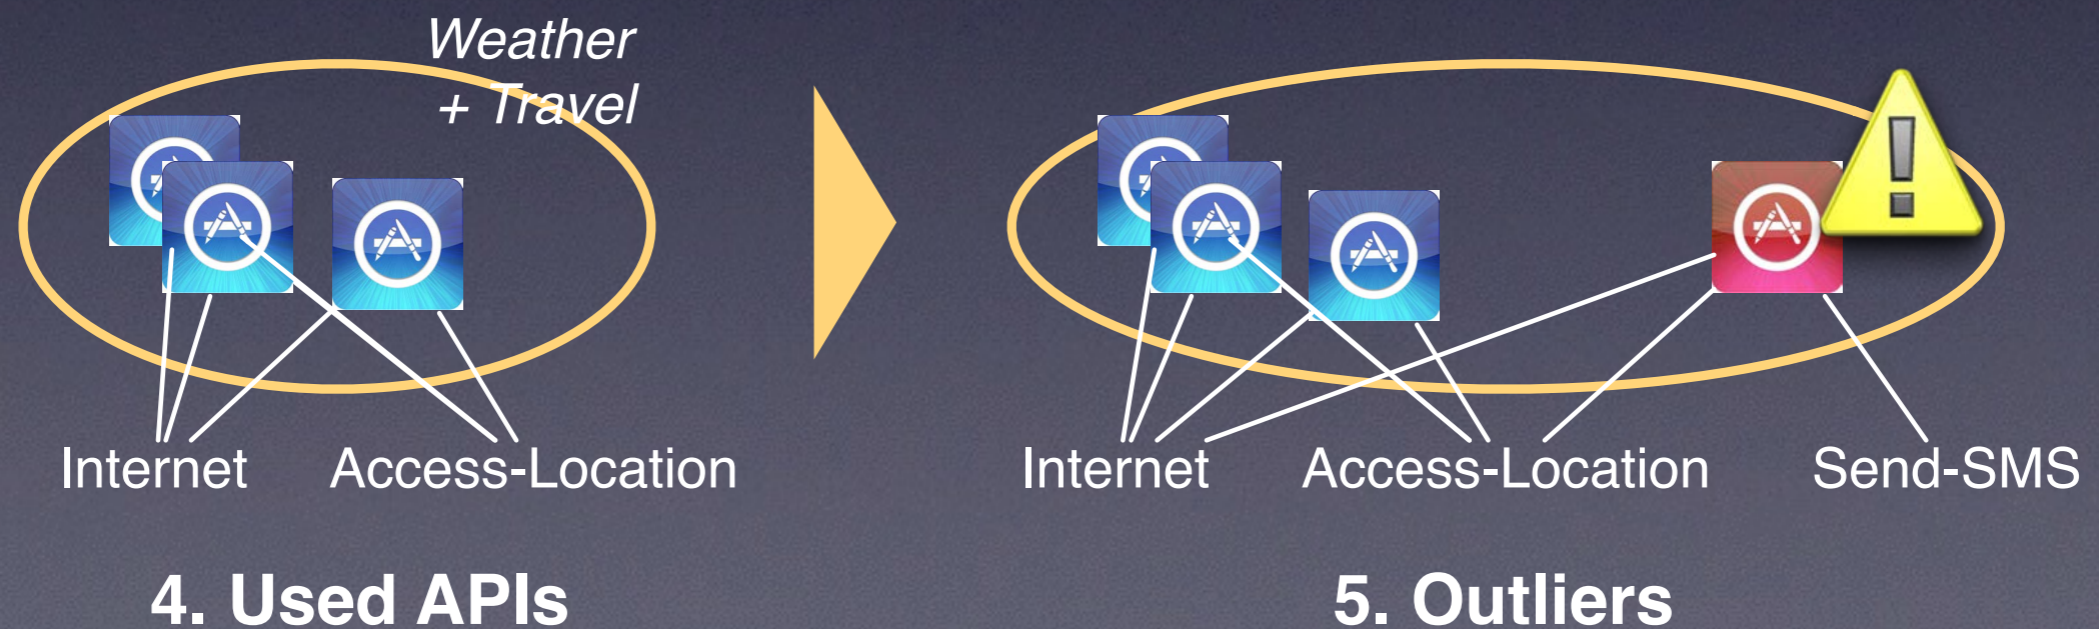 Weather
+ Travel
Internet
Access-Location
Internet
Access-Location
Send-SMS
4. Used APIs
5. Outliers